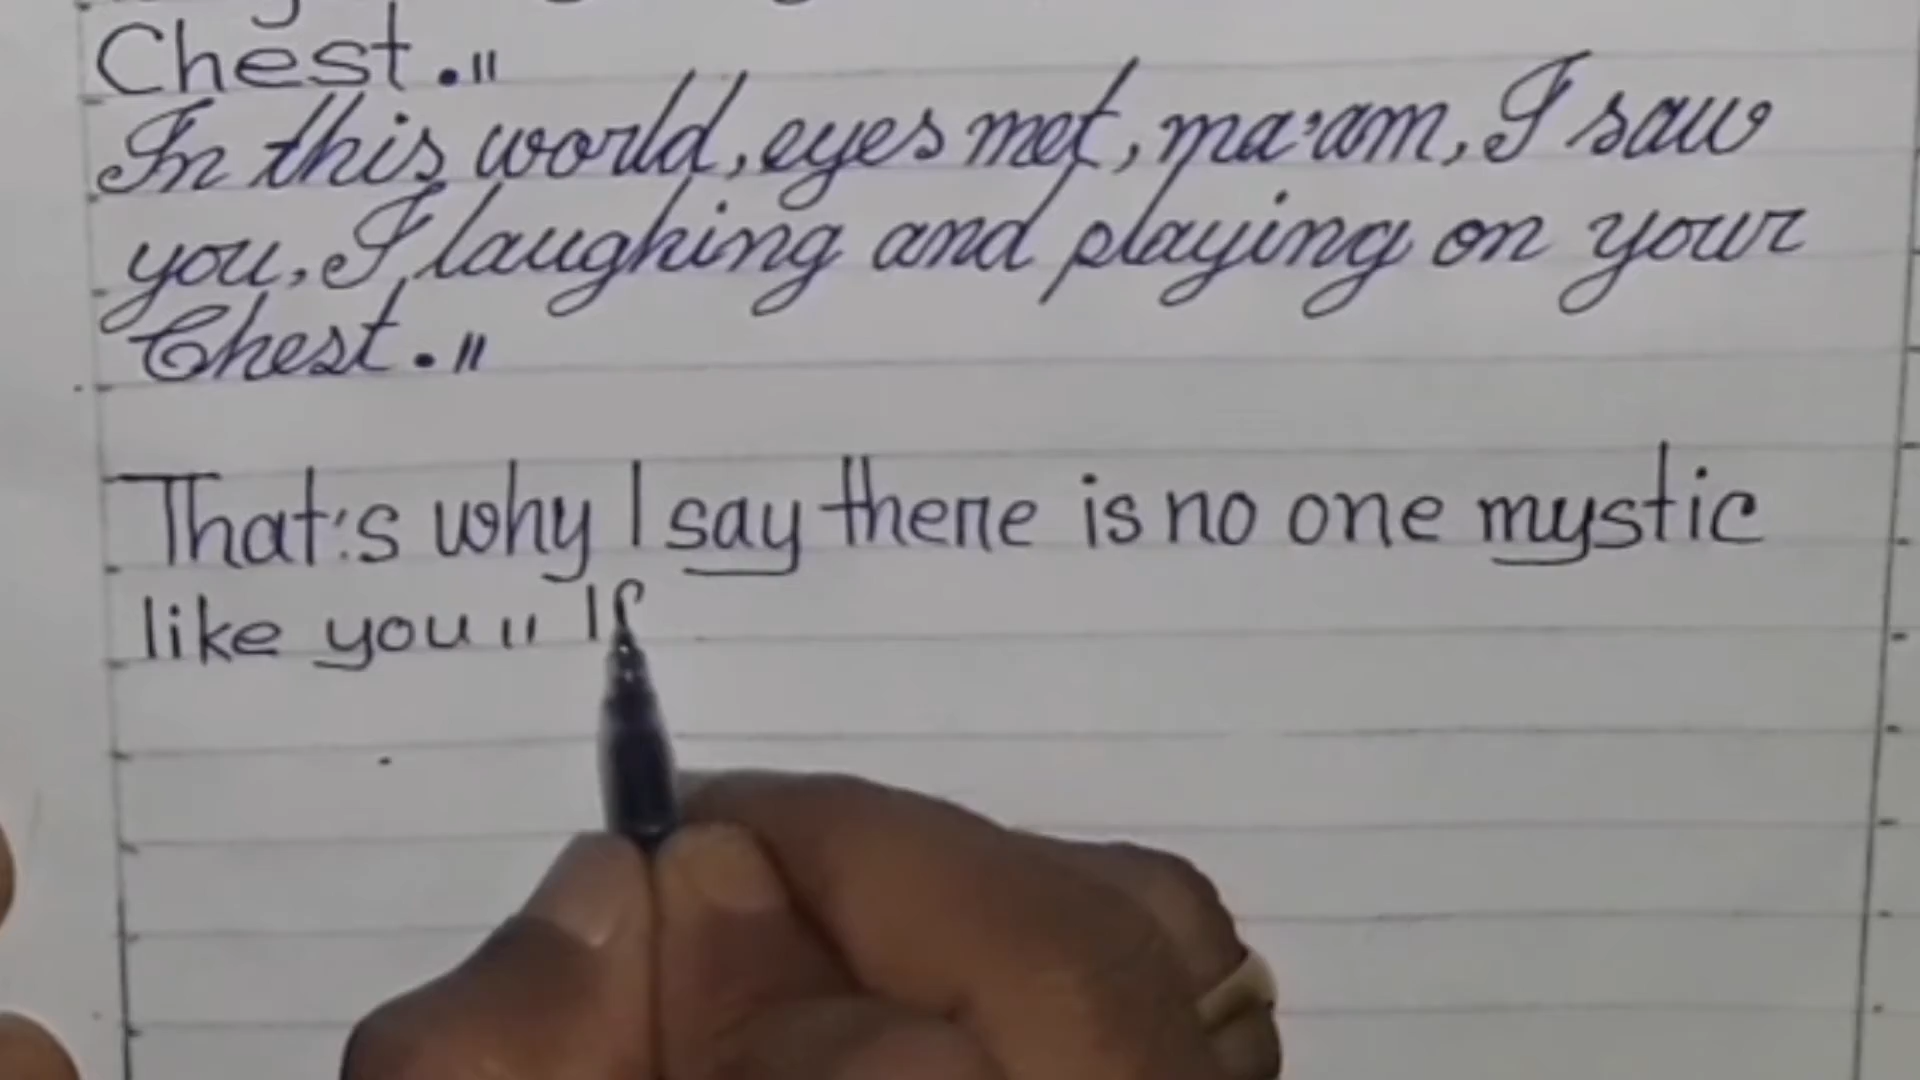 Chest."
In this world, eyes met, ma'am, I saw
you, I laughing and playing on your
Chest."
That's why I say there is no one mystic
like you " If